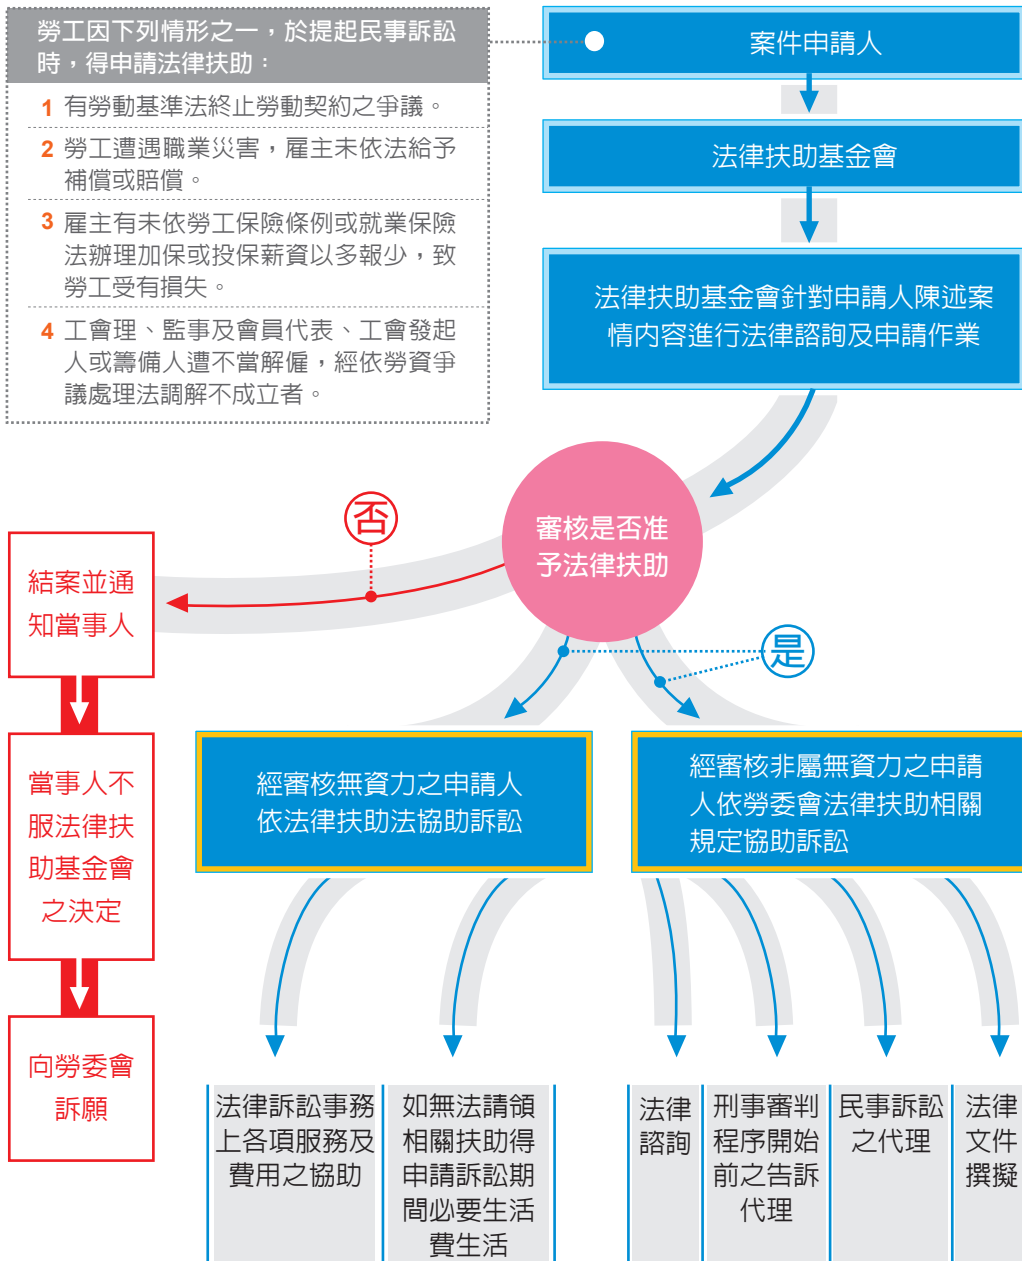 勞工因下列情形之一，於提起民事訴訟
時，得申請法律扶助：
1 有勞動基準法終止勞動契約之爭議。
2 勞工遭遇職業災害，雇主未依法給予
補償或賠償。
3 雇主有未依勞工保險條例或就業保險
法辦理加保或投保薪資以多報少，致
勞工受有損失。
4 工會理、監事及會員代表、工會發起
人或籌備人遭不當解僱，經依勞資爭
議處理法調解不成立者。
案件申請人
法律扶助基金會
法律扶助基金會針對申請人陳述案
情內容進行法律諮詢及申請作業
審核是否准
予法律扶助
否
是
結案並通
知當事人
當事人不
服法律扶
助基金會
之決定
向勞委會
訴願
經審核無資力之申請人
依法律扶助法協助訴訟
經審核非屬無資力之申請
人依勞委會法律扶助相關
規定協助訴訟
法律訴訟事務
上各項服務及
費用之協助
如無法請領
相關扶助得
申請訴訟期
間必要生活
費生活
法律
諮詢
刑事審判
程序開始
前之告訴
代理
民事訴訟
之代理
法律
文件
撰擬